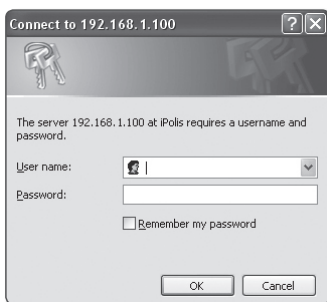 Connect to 192.168.1.100
The server 192.168.1.100 at iPolis requires a username and
password.
User name:
Password:
Remember my password
OK
Cancel